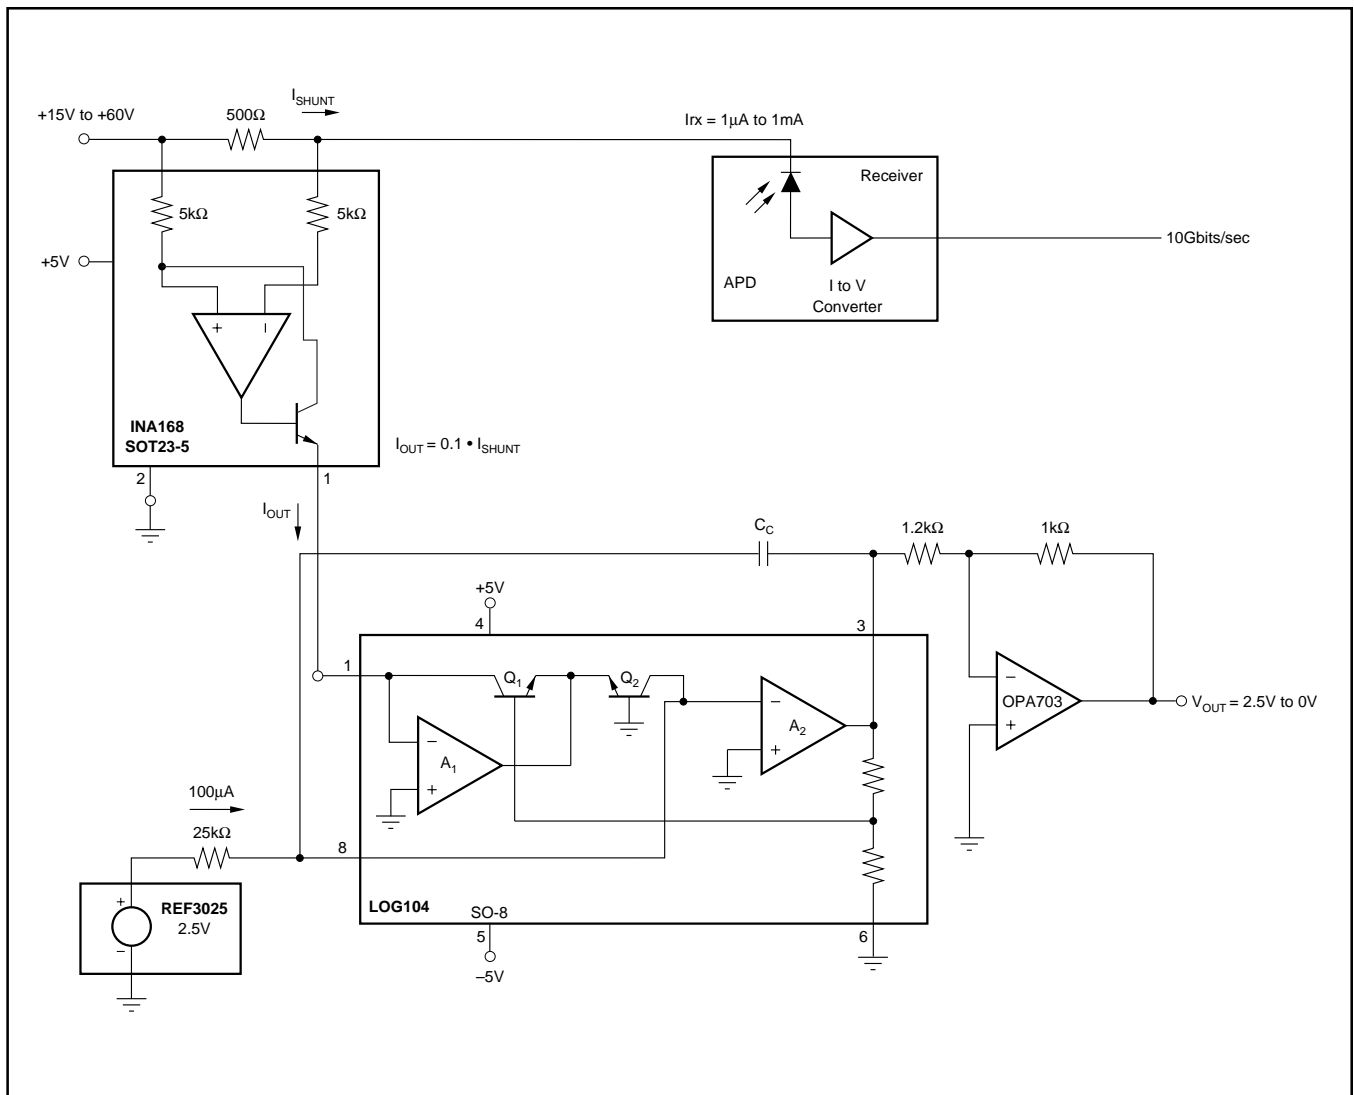 +15V to +60V
500Ω
I_SHUNT
Irx = 1µA to 1mA
Receiver
5kΩ
5kΩ
+5V
APD
I to V
Converter
10Gbits/sec
+ −
INA168
SOT23-5
I_OUT = 0.1 • I_SHUNT
2
1
I_OUT
C_C
1.2kΩ
1kΩ
+5V
4
3
1
Q_1
Q_2
−
A_1
+
−
A_2
+
−
OPA703
+
V_OUT = 2.5V to 0V
100µA
25kΩ
8
REF3025
2.5V
+
−
LOG104
SO-8
5
6
–5V